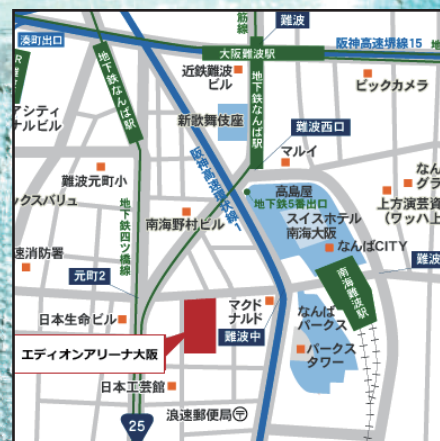 筋線
難波
湊町出口
大阪難波駅
阪神高速堺線15
地下鉄なんば駅
近鉄難波
ビル
地下鉄なんば駅
ビックカメラ
アシティ
ナルビル
新歌舞伎座
難波西口
マルイ
難波元町小
なん
グラ
高島屋
地下鉄5番出口
上方演芸資
(ワッハ上
ックスバリュ
スイスホテル
南海大阪
南海野村ビル
地下鉄四ツ橋線
なんばCITY
速消防署
難波
元町2
南海難波駅
マクド
ナルド
日本生命ビル
なんば
パークス
難波中
エディオンアリーナ大阪
パークス
タワー
日本工芸館
浪速郵便局
25